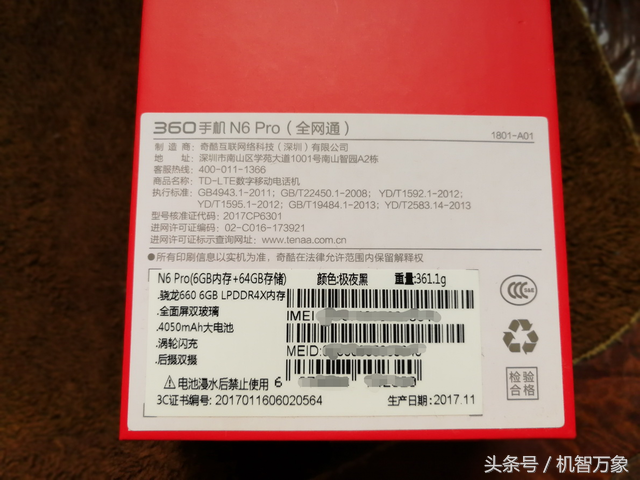 360手机 N6 Pro（全网通）
1801-A01
制 造 商：奇酷互联网络科技（深圳）有限公司
地 址：深圳市南山区学苑大道1001号南山智园A2栋
客服热线：400-011-1366
商品名称：TD-LTE数字移动电话机
执行标准：GB4943.1-2011；GB/T22450.1-2008；YD/T1592.1-2012；
YD/T1595.1-2012；GB/T19484.1-2013；YD/T2583.14-2013
型号核准证代码：2017CP6301
进网许可证编号：02-C016-173921
进网许可证标志查询网址：www.tenaa.com.cn
●所有印刷信息以实机为准，奇酷在法律允许范围内保留解释权
N6 Pro(6GB内存+64GB存储) 颜色:极夜黑 重量:361.1g
.骁龙660 6GB LPDDR4X内存
.全面屏双玻璃
IMEI
.4050mAh大电池
.涡轮闪充
MEID:
.后摄双摄
电池浸水后禁止使用 6
3C证书编号: 2017011606020564
生产日期:2017.11
CCC
S&E
检验
合格
头条号 / 机智万象